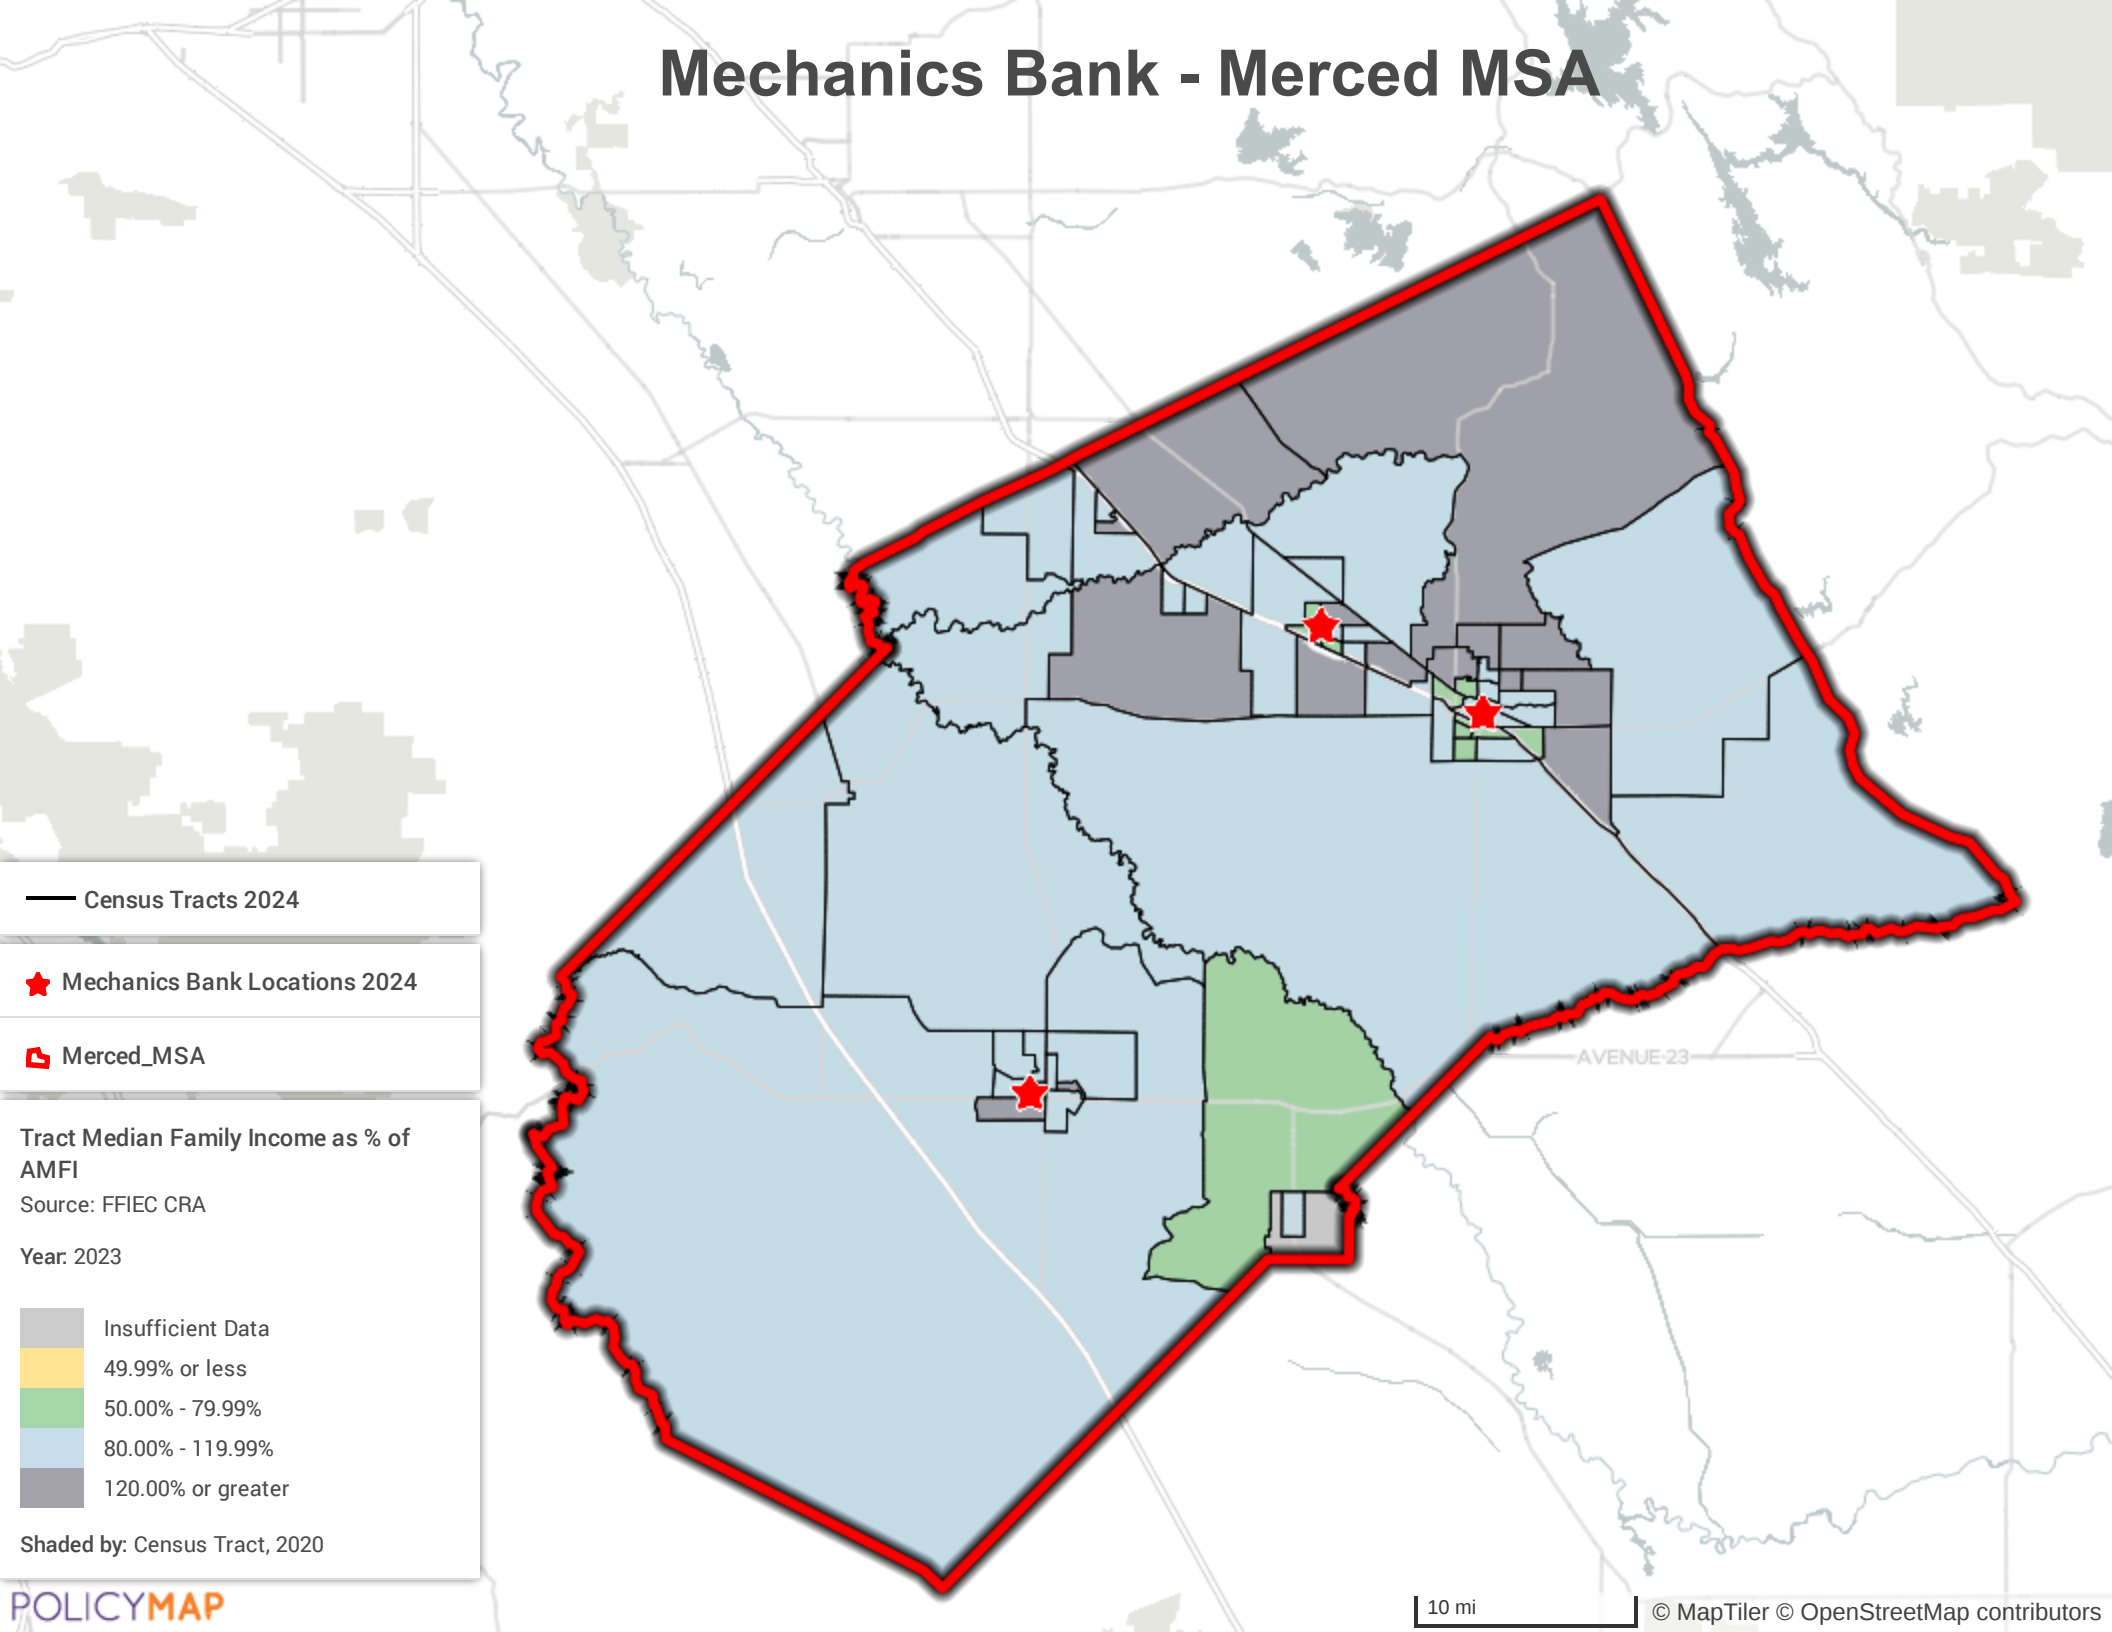 Mechanics Bank - Merced MSA
AVENUE 23
Census Tracts 2024
Mechanics Bank Locations 2024
Merced_MSA
Tract Median Family Income as % of
AMFI
Source: FFIEC CRA
Year: 2023
Insufficient Data
49.99% or less
50.00% - 79.99%
80.00% - 119.99%
120.00% or greater
Shaded by: Census Tract, 2020
POLICYMAP
10 mi
© MapTiler © OpenStreetMap contributors